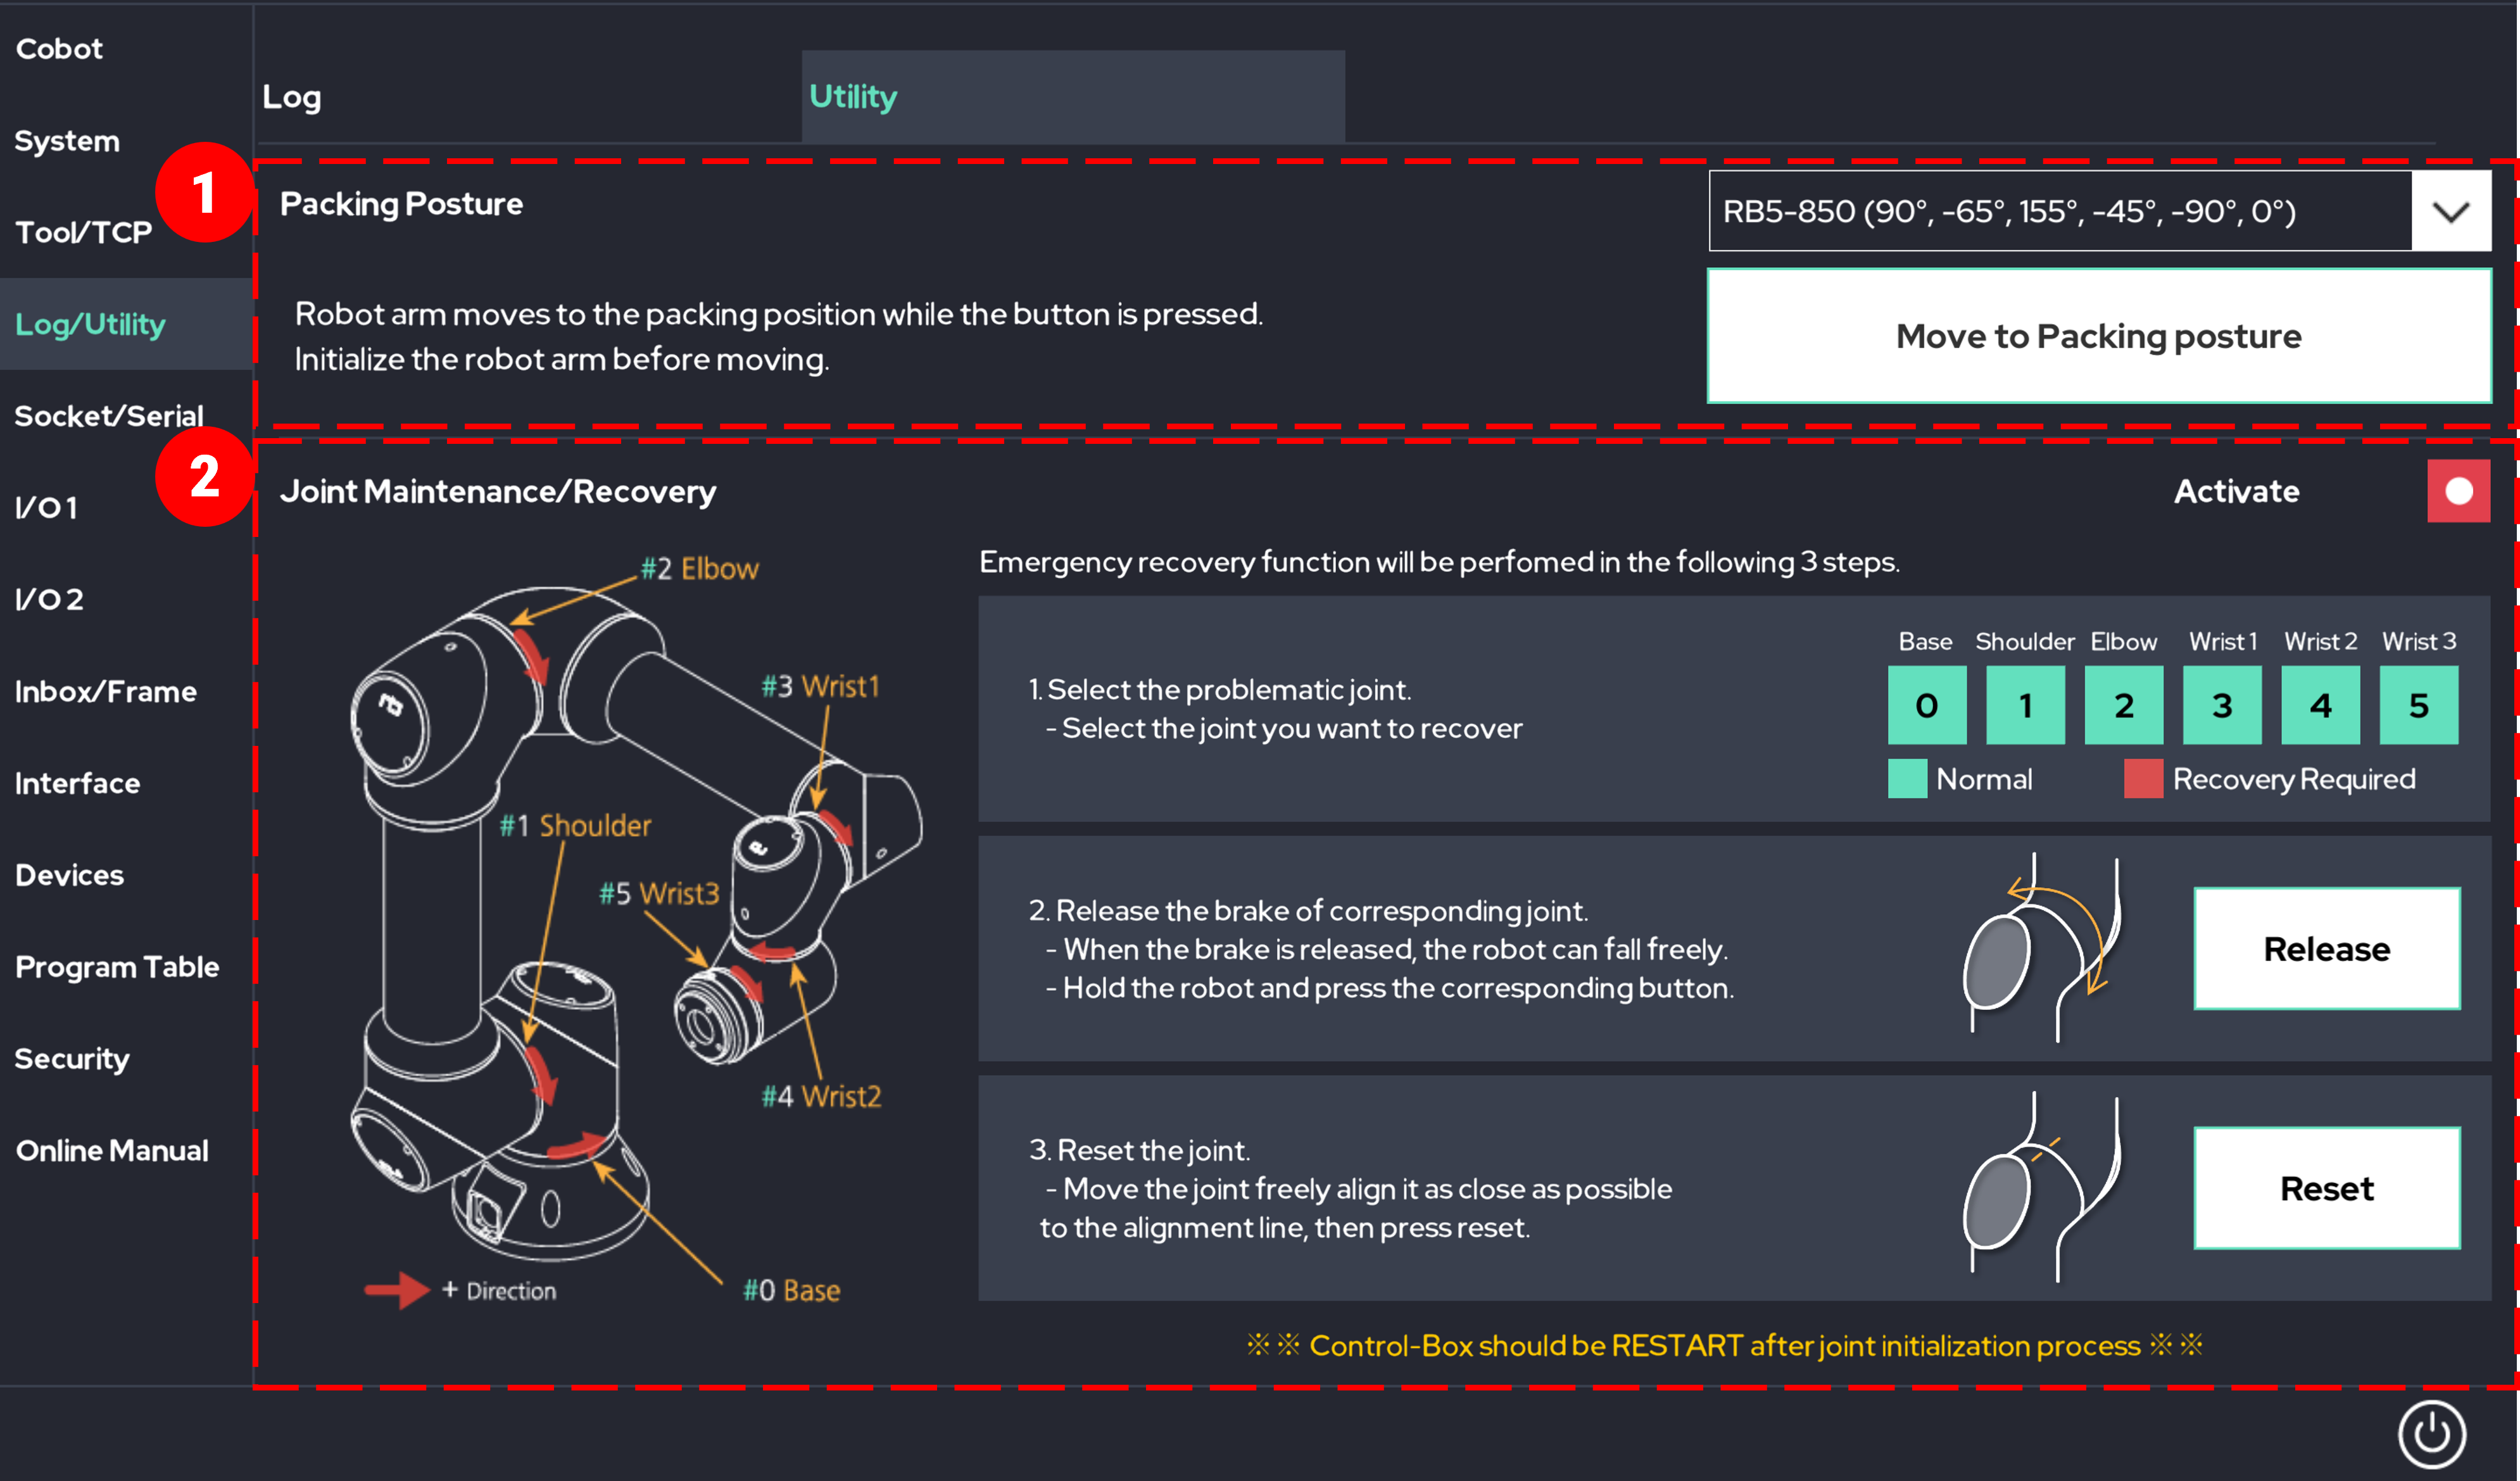 Cobot
System
Tool/TCP
Log/Utility
Socket/Serial
I/O 1
I/O 2
Inbox/Frame
Interface
Devices
Program Table
Security
Online Manual
Log
Utility
1
Packing Posture
RB5-850 (90°, -65°, 155°, -45°, -90°, 0°)
Robot arm moves to the packing position while the button is pressed.
Initialize the robot arm before moving.
Move to Packing posture
2
Joint Maintenance/Recovery
Activate
#2 Elbow
#3 Wrist1
#1 Shoulder
#5 Wrist3
#4 Wrist2
#0 Base
+ Direction
Emergency recovery function will be perfomed in the following 3 steps.
1. Select the problematic joint.
- Select the joint you want to recover
Base Shoulder Elbow Wrist 1 Wrist 2 Wrist 3
0 1 2 3 4 5
Normal Recovery Required
2. Release the brake of corresponding joint.
- When the brake is released, the robot can fall freely.
- Hold the robot and press the corresponding button.
Release
3. Reset the joint.
- Move the joint freely align it as close as possible
to the alignment line, then press reset.
Reset
※※ Control-Box should be RESTART after joint initialization process ※※